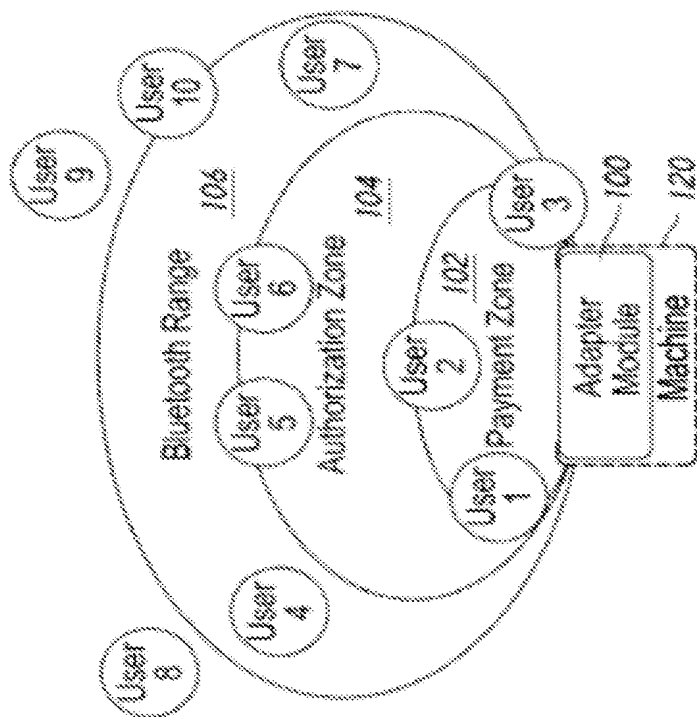 User
9
User
10
User
7
User
8
Bluetooth Range
106
User
4
User
5
User
6
Authorization Zone
104
User
2
102
User
3
User
1
Payment Zone
100
Adapter
Module
120
Machine